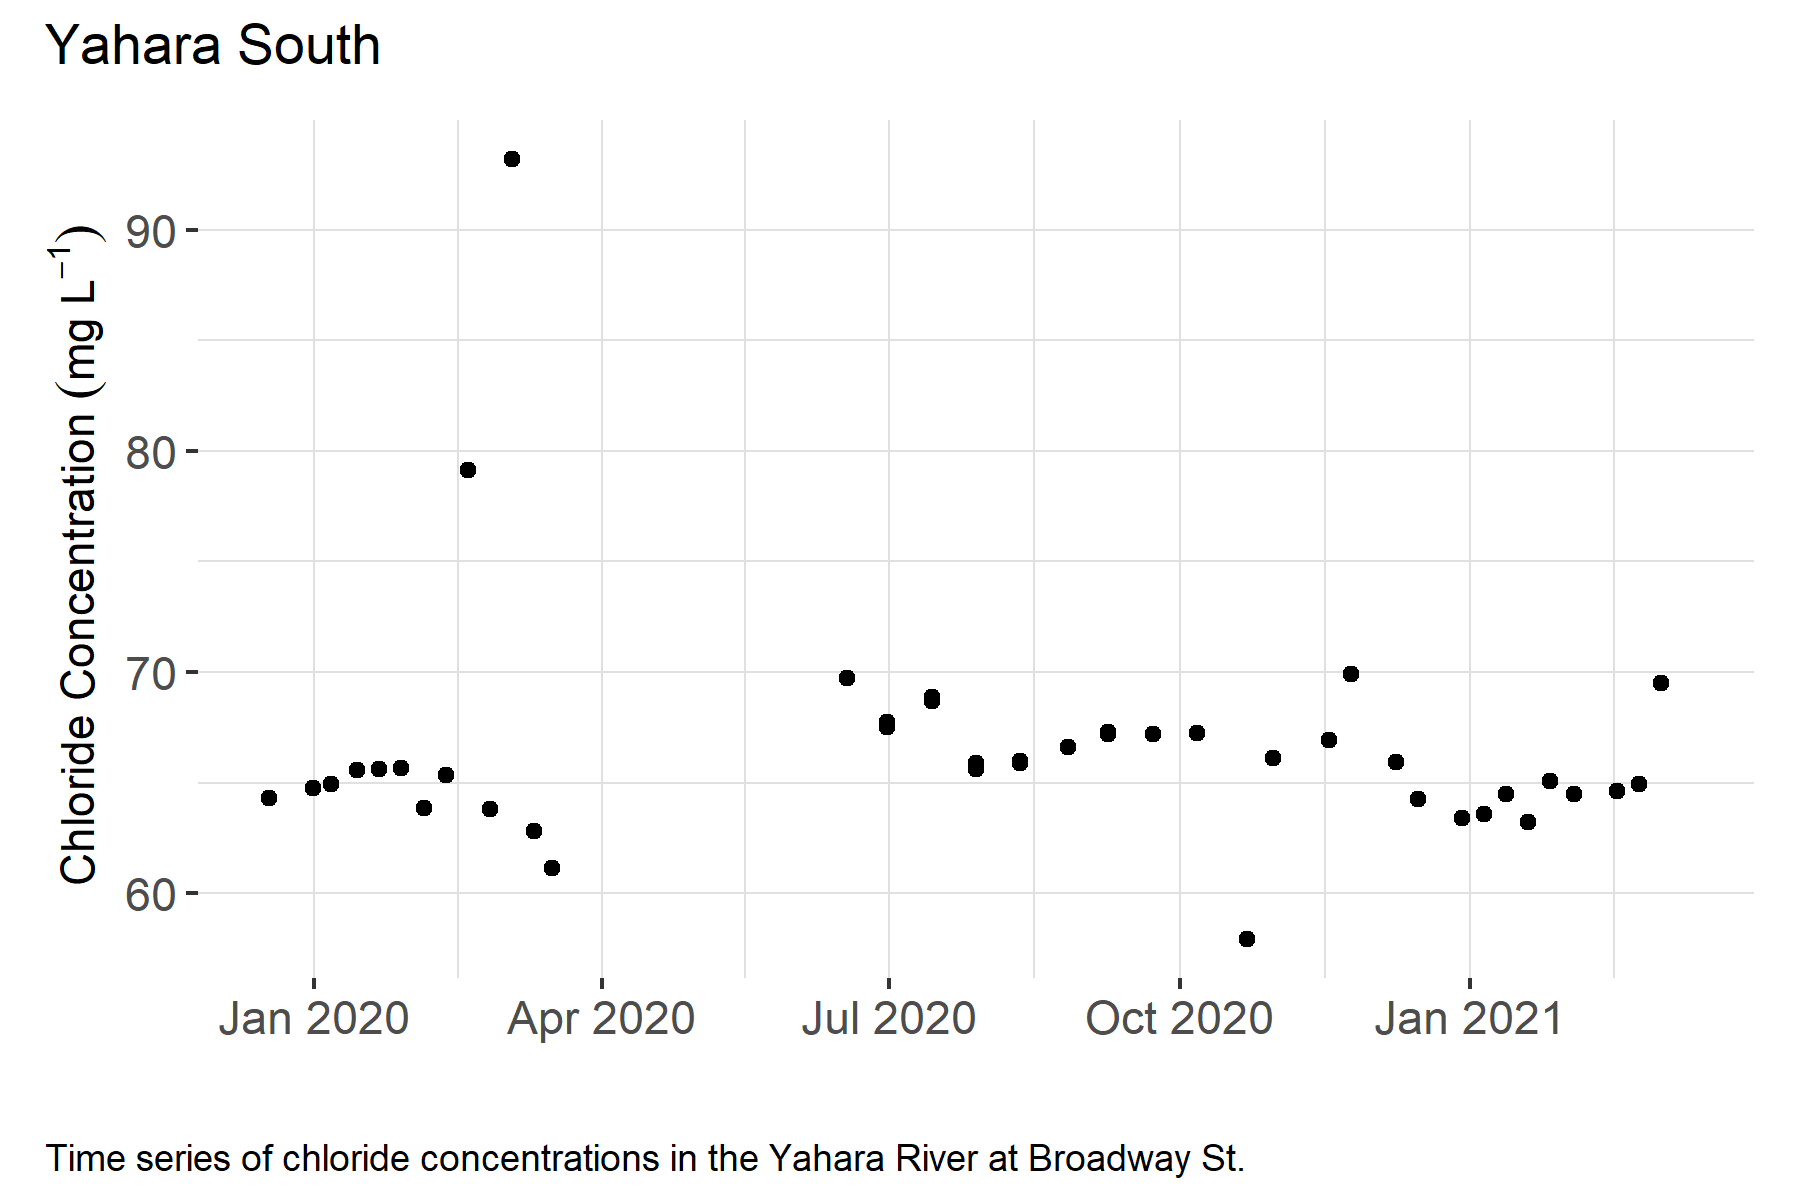 Yahara South
Chloride Concentration (mg L⁻¹)
90
80
70
60
Jan 2020 Apr 2020 Jul 2020 Oct 2020 Jan 2021
Time series of chloride concentrations in the Yahara River at Broadway St.